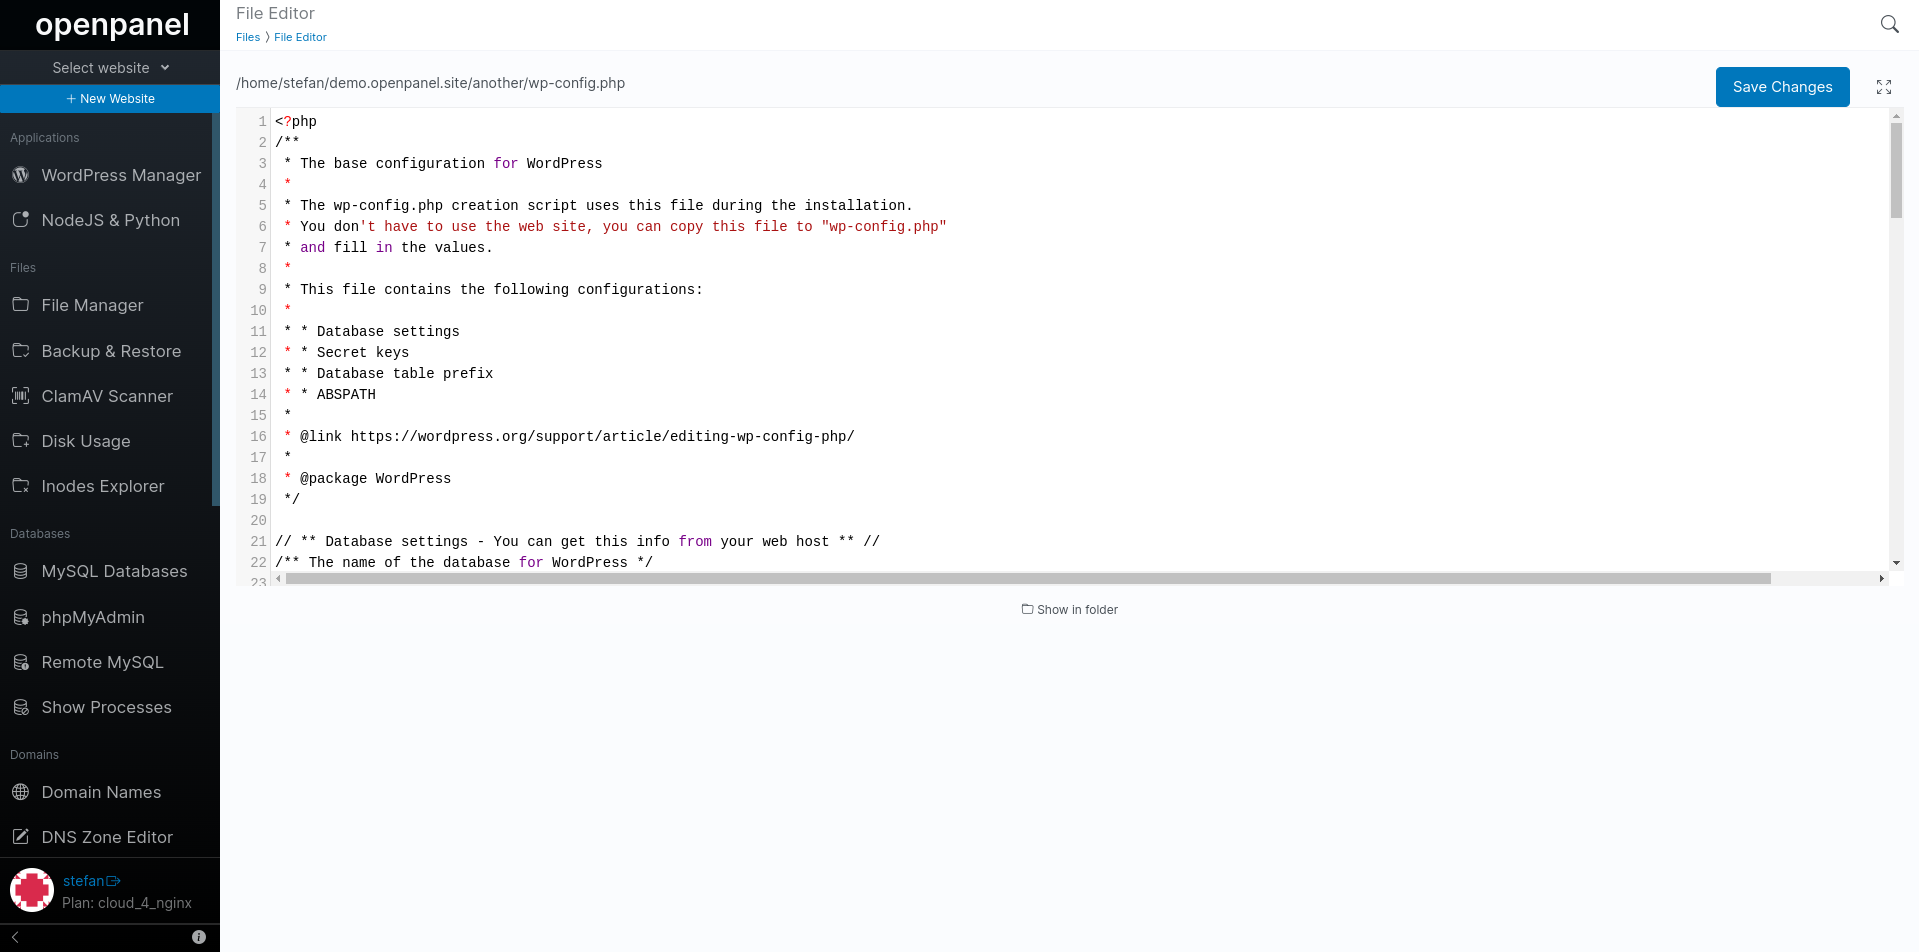 openpanel
Select website
+ New Website
Applications
WordPress Manager
NodeJS & Python
Files
File Manager
Backup & Restore
ClamAV Scanner
Disk Usage
Inodes Explorer
Databases
MySQL Databases
phpMyAdmin
Remote MySQL
Show Processes
Domains
Domain Names
DNS Zone Editor
stefan
Plan: cloud_4_nginx
File Editor
Files 〉 File Editor
/home/stefan/demo.openpanel.site/another/wp-config.php
Save Changes
1 <?php
2 /**
3  * The base configuration for WordPress
4  *
5  * The wp-config.php creation script uses this file during the installation.
6  * You don't have to use the web site, you can copy this file to "wp-config.php"
7  * and fill in the values.
8  *
9  * This file contains the following configurations:
10  *
11  * * Database settings
12  * * Secret keys
13  * * Database table prefix
14  * * ABSPATH
15  *
16  * @link https://wordpress.org/support/article/editing-wp-config-php/
17  *
18  * @package WordPress
19  */
20
21 // ** Database settings - You can get this info from your web host ** //
22 /** The name of the database for WordPress */
23
Show in folder